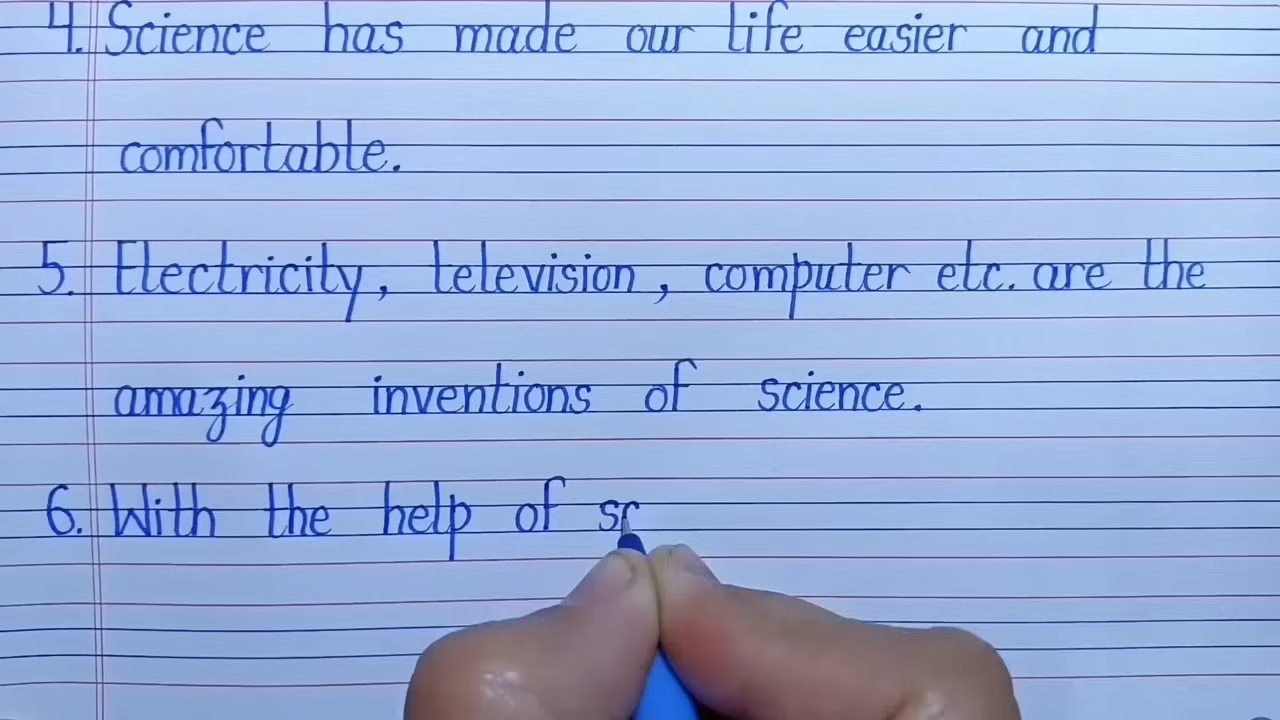 4. Science has made our life easier and
comfortable.
5. Electricity, television, computer etc. are the
amazing inventions of science.
6. With the help of sc